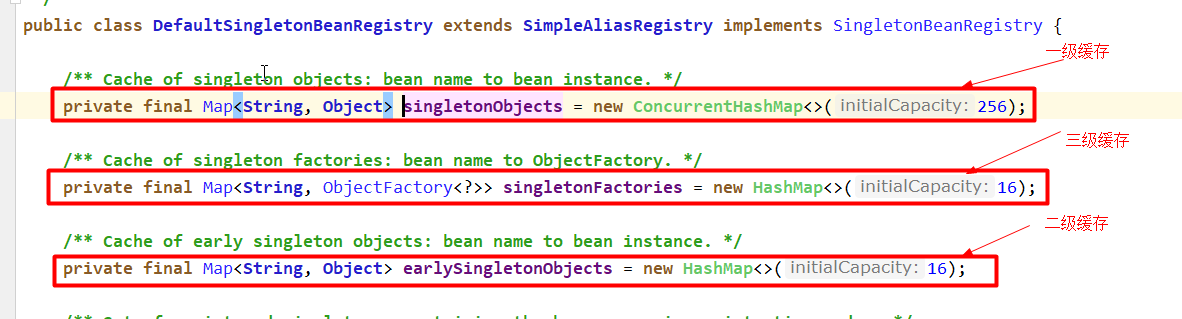 */
public class DefaultSingletonBeanRegistry extends SimpleAliasRegistry implements SingletonBeanRegistry {
一级缓存
/** Cache of singleton objects: bean name to bean instance. */
private final Map<String, Object> singletonObjects = new ConcurrentHashMap<>( initialCapacity: 256);
三级缓存
/** Cache of singleton factories: bean name to ObjectFactory. */
private final Map<String, ObjectFactory<?>> singletonFactories = new HashMap<>( initialCapacity: 16);
二级缓存
/** Cache of early singleton objects: bean name to bean instance. */
private final Map<String, Object> earlySingletonObjects = new HashMap<>( initialCapacity: 16);